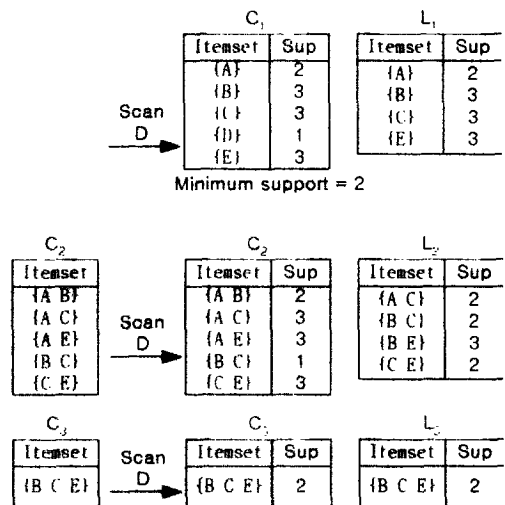 C₁ L₁
Itemset Sup Itemset Sup
{A} 2 {A} 2
{B} 3 {B} 3
{C} 3 {C} 3
{D} 1 {E} 3
{E} 3
Scan
D
Minimum support = 2
C₂ C₂ L₂
Itemset Itemset Sup Itemset Sup
{A B} {A B} 2 {A C} 2
{A C} {A C} 3 {B C} 2
{A E} {A E} 3 {B E} 3
{B C} {B C} 1 {C E} 2
{C E} {C E} 3
Scan
D
C₃ C₃ L₃
Itemset Itemset Sup Itemset Sup
{B C E} {B C E} 2 {B C E} 2
Scan
D